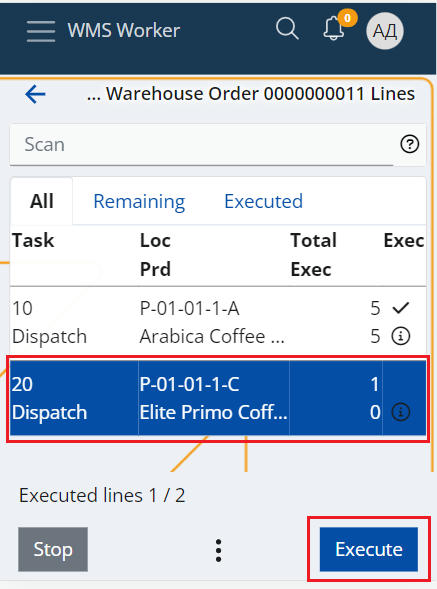 WMS Worker
0
АД
... Warehouse Order 0000000011 Lines
Scan
All Remaining Executed
Task Loc Total Exec
Prd Exec
10 P-01-01-1-A 5
Dispatch Arabica Coffee ... 5
20 P-01-01-1-C 1
Dispatch Elite Primo Coff... 0
Executed lines 1 / 2
Stop Execute